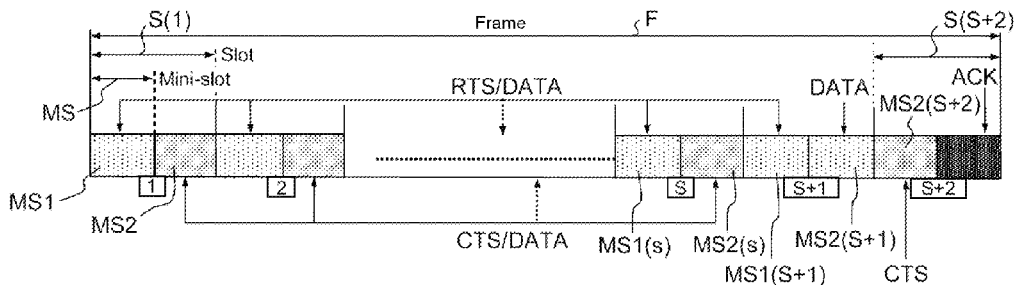 S(1) Frame F S(S+2)
Slot
MS Mini-slot RTS/DATA DATA ACK
MS2(S+2)
1 2 S S+1 S+2
MS1 MS2 CTS/DATA MS1(s) MS2(s) MS2(S+1)
MS1(S+1) CTS